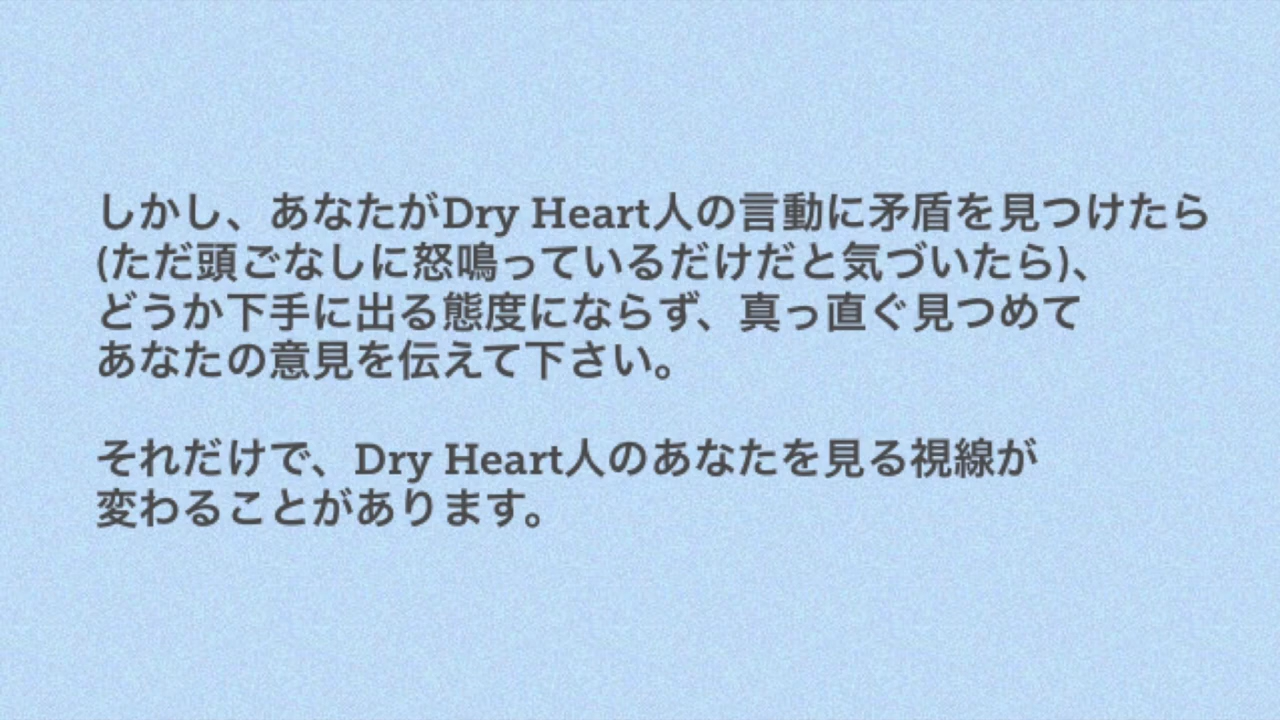 しかし、あなたがDry Heart人の言動に矛盾を見つけたら
(ただ頭ごなしに怒鳴っているだけだと気づいたら)、
どうか下手に出る態度にならず、真っ直ぐ見つめて
あなたの意見を伝えて下さい。
それだけで、Dry Heart人のあなたを見る視線が
変わることがあります。